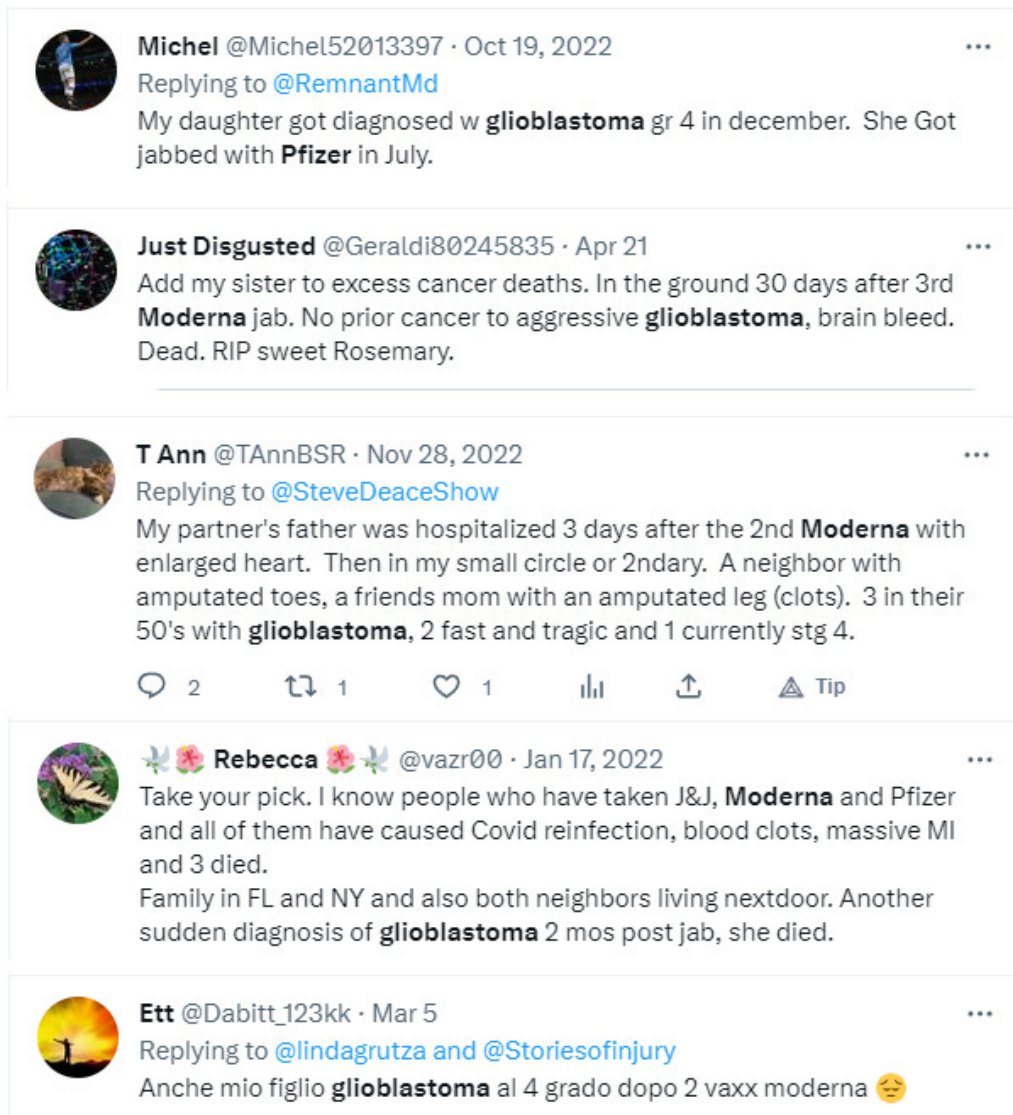 Michel @Michel52013397 · Oct 19, 2022
Replying to @RemnantMd
My daughter got diagnosed w glioblastoma gr 4 in december. She Got
jabbed with Pfizer in July.
Just Disgusted @Geraldi80245835 · Apr 21
Add my sister to excess cancer deaths. In the ground 30 days after 3rd
Moderna jab. No prior cancer to aggressive glioblastoma, brain bleed.
Dead. RIP sweet Rosemary.
T Ann @TAnnBSR · Nov 28, 2022
Replying to @SteveDeaceShow
My partner's father was hospitalized 3 days after the 2nd Moderna with
enlarged heart. Then in my small circle or 2ndary. A neighbor with
amputated toes, a friends mom with an amputated leg (clots). 3 in their
50's with glioblastoma, 2 fast and tragic and 1 currently stg 4.
2 1 1 Tip
🕊️🌺 Rebecca 🌺🕊️ @vazr00 · Jan 17, 2022
Take your pick. I know people who have taken J&J, Moderna and Pfizer
and all of them have caused Covid reinfection, blood clots, massive MI
and 3 died.
Family in FL and NY and also both neighbors living nextdoor. Another
sudden diagnosis of glioblastoma 2 mos post jab, she died.
Ett @Dabitt_123kk · Mar 5
Replying to @lindagrutza and @Storiesofinjury
Anche mio figlio glioblastoma al 4 grado dopo 2 vaxx moderna 😔